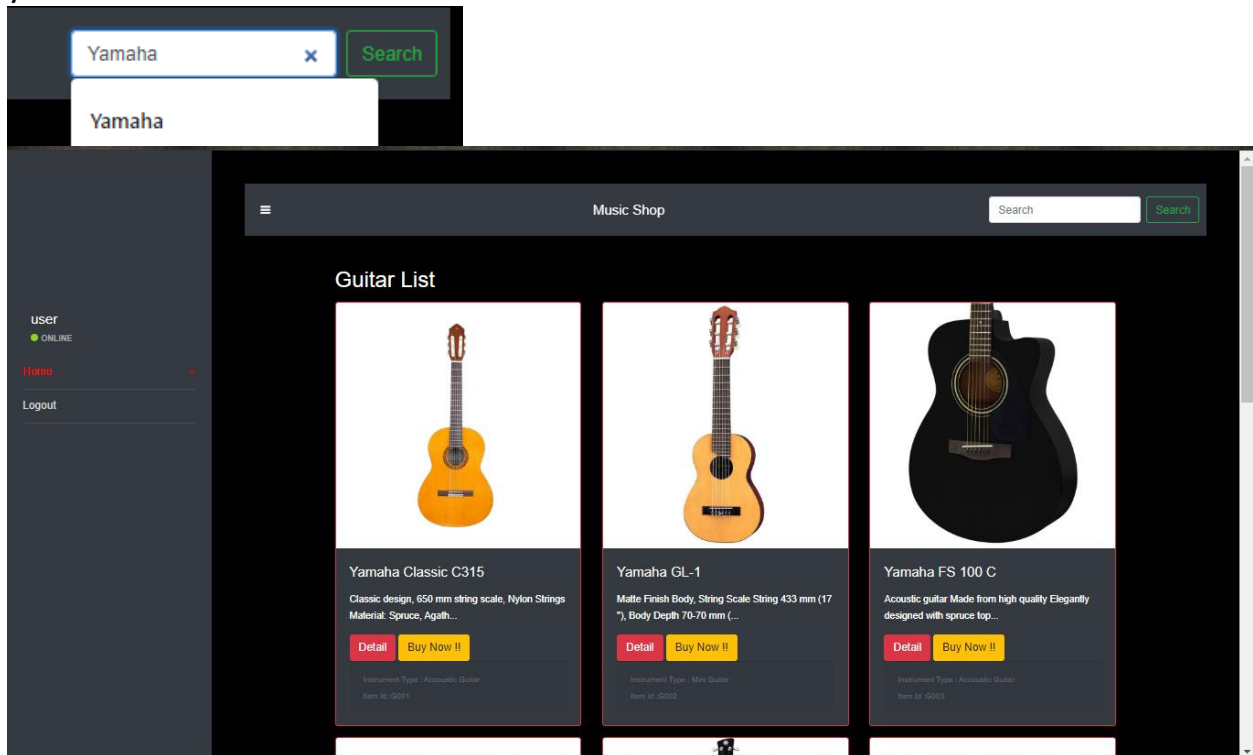 Yamaha
Search
Yamaha
Music Shop
Search
Search
user
ONLINE
Home
Logout
Guitar List
Yamaha Classic C315
Classic design, 650 mm string scale, Nylon Strings
Material: Spruce, Agath...
Detail
Buy Now !!
Instrument Type : Accoustic Guitar
Item Id :G001
Yamaha GL-1
Matte Finish Body, String Scale String 433 mm (17
"), Body Depth 70-70 mm (...
Detail
Buy Now !!
Instrument Type : Mini Guitar
Item Id :G002
Yamaha FS 100 C
Acoustic guitar Made from high quality Elegantly
designed with spruce top...
Detail
Buy Now !!
Instrument Type : Accoustic Guitar
Item Id :G003